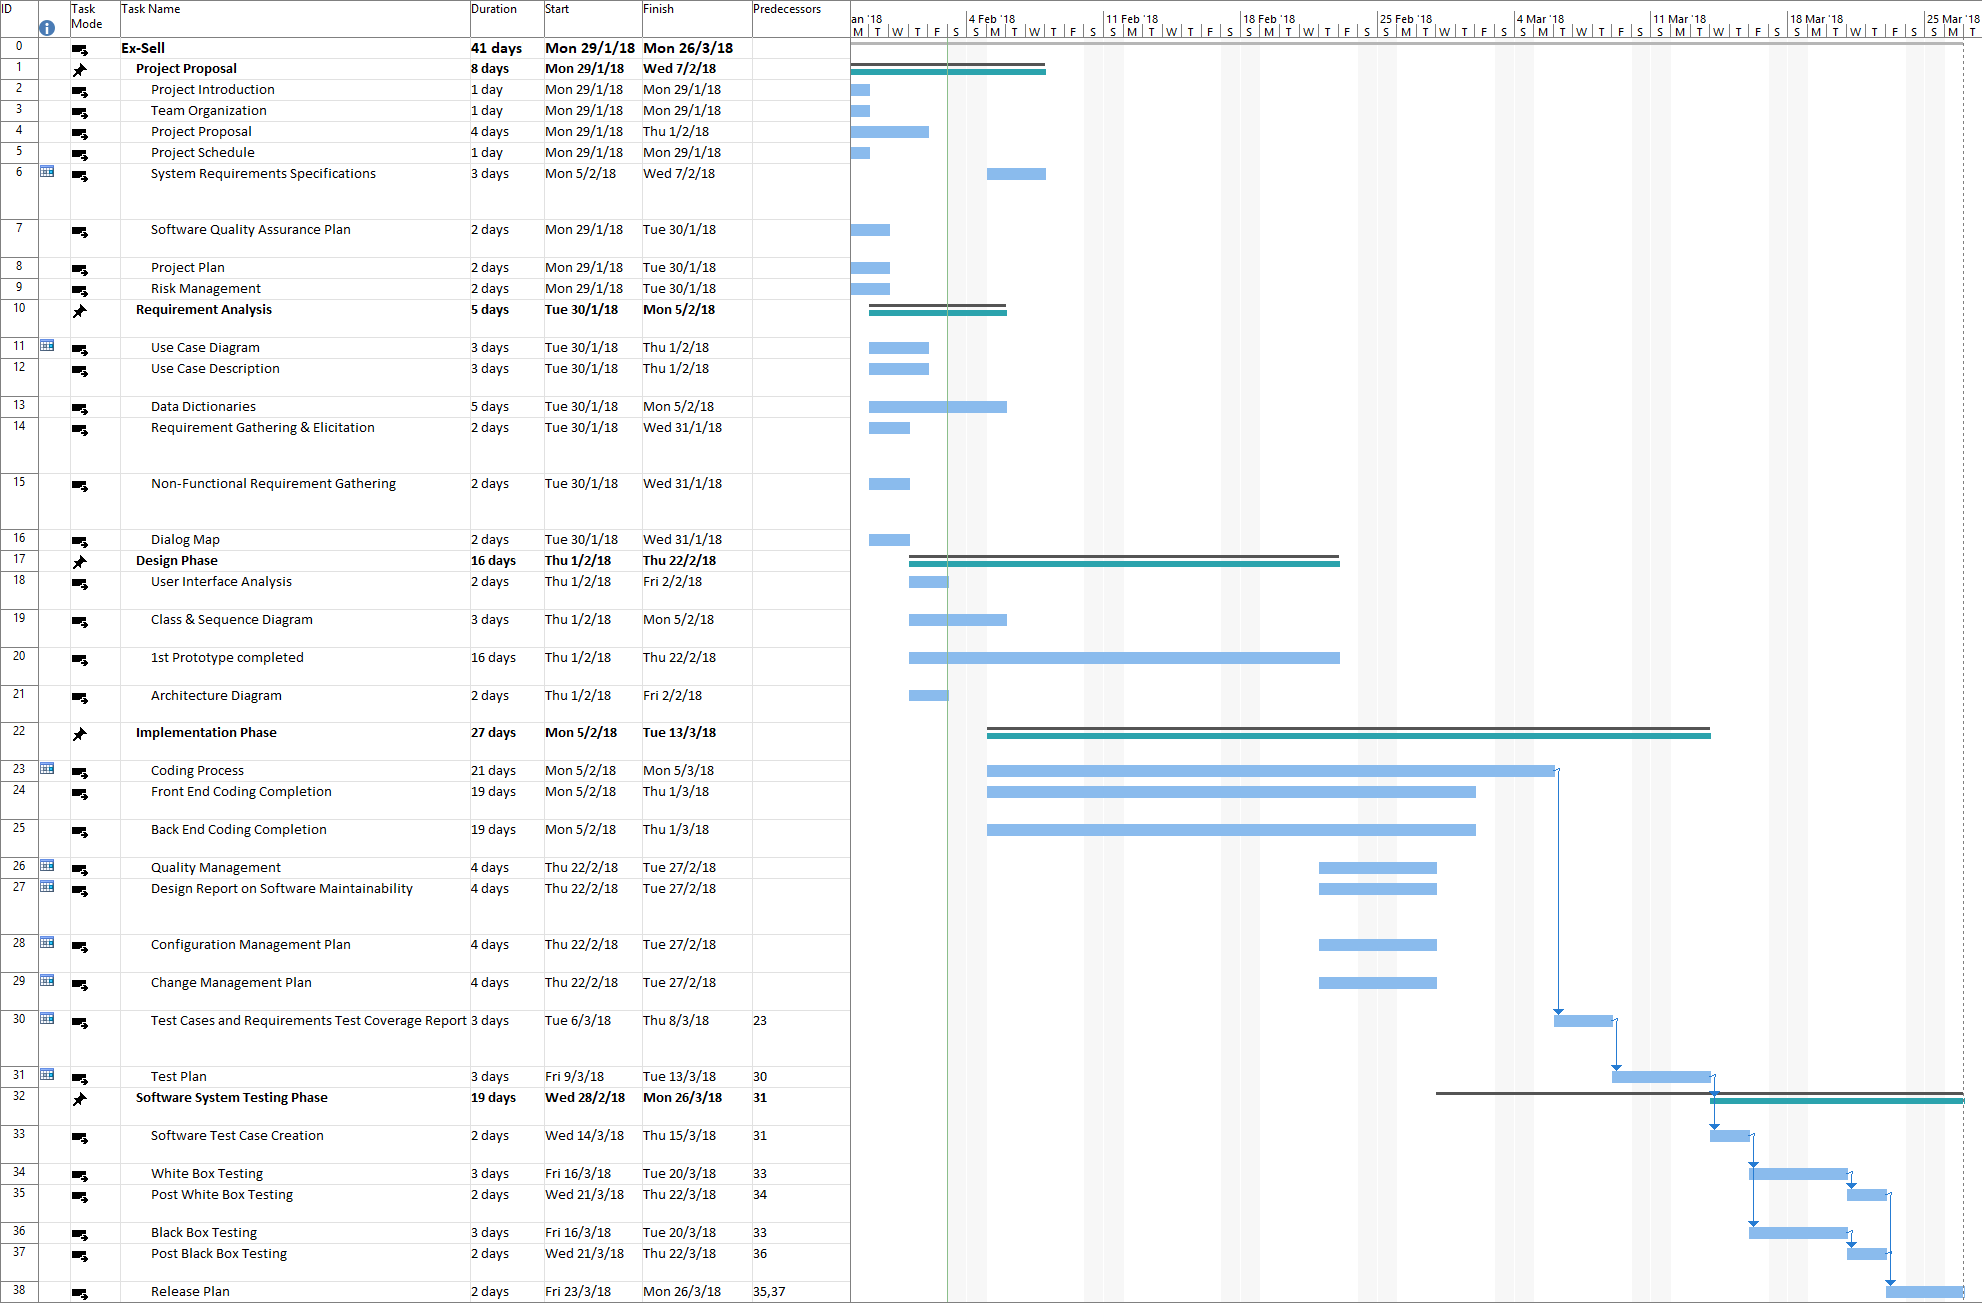 ID Task Mode Task Name Duration Start Finish Predecessors
an '18 4 Feb '18 11 Feb '18 18 Feb '18 25 Feb '18 4 Mar '18 11 Mar '18 18 Mar '18 25 Mar '18
M T W T F S S M T W T F S S M T W T F S S M T W T F S S M T W T F S S M T W T F S S M T W T F S S M T W T F S S M T
0 Ex-Sell 41 days Mon 29/1/18 Mon 26/3/18
1 Project Proposal 8 days Mon 29/1/18 Wed 7/2/18
2 Project Introduction 1 day Mon 29/1/18 Mon 29/1/18
3 Team Organization 1 day Mon 29/1/18 Mon 29/1/18
4 Project Proposal 4 days Mon 29/1/18 Thu 1/2/18
5 Project Schedule 1 day Mon 29/1/18 Mon 29/1/18
6 System Requirements Specifications 3 days Mon 5/2/18 Wed 7/2/18
7 Software Quality Assurance Plan 2 days Mon 29/1/18 Tue 30/1/18
8 Project Plan 2 days Mon 29/1/18 Tue 30/1/18
9 Risk Management 2 days Mon 29/1/18 Tue 30/1/18
10 Requirement Analysis 5 days Tue 30/1/18 Mon 5/2/18
11 Use Case Diagram 3 days Tue 30/1/18 Thu 1/2/18
12 Use Case Description 3 days Tue 30/1/18 Thu 1/2/18
13 Data Dictionaries 5 days Tue 30/1/18 Mon 5/2/18
14 Requirement Gathering & Elicitation 2 days Tue 30/1/18 Wed 31/1/18
15 Non-Functional Requirement Gathering 2 days Tue 30/1/18 Wed 31/1/18
16 Dialog Map 2 days Tue 30/1/18 Wed 31/1/18
17 Design Phase 16 days Thu 1/2/18 Thu 22/2/18
18 User Interface Analysis 2 days Thu 1/2/18 Fri 2/2/18
19 Class & Sequence Diagram 3 days Thu 1/2/18 Mon 5/2/18
20 1st Prototype completed 16 days Thu 1/2/18 Thu 22/2/18
21 Architecture Diagram 2 days Thu 1/2/18 Fri 2/2/18
22 Implementation Phase 27 days Mon 5/2/18 Tue 13/3/18
23 Coding Process 21 days Mon 5/2/18 Mon 5/3/18
24 Front End Coding Completion 19 days Mon 5/2/18 Thu 1/3/18
25 Back End Coding Completion 19 days Mon 5/2/18 Thu 1/3/18
26 Quality Management 4 days Thu 22/2/18 Tue 27/2/18
27 Design Report on Software Maintainability 4 days Thu 22/2/18 Tue 27/2/18
28 Configuration Management Plan 4 days Thu 22/2/18 Tue 27/2/18
29 Change Management Plan 4 days Thu 22/2/18 Tue 27/2/18
30 Test Cases and Requirements Test Coverage Report 3 days Tue 6/3/18 Thu 8/3/18 23
31 Test Plan 3 days Fri 9/3/18 Tue 13/3/18 30
32 Software System Testing Phase 19 days Wed 28/2/18 Mon 26/3/18 31
33 Software Test Case Creation 2 days Wed 14/3/18 Thu 15/3/18 31
34 White Box Testing 3 days Fri 16/3/18 Tue 20/3/18 33
35 Post White Box Testing 2 days Wed 21/3/18 Thu 22/3/18 34
36 Black Box Testing 3 days Fri 16/3/18 Tue 20/3/18 33
37 Post Black Box Testing 2 days Wed 21/3/18 Thu 22/3/18 36
38 Release Plan 2 days Fri 23/3/18 Mon 26/3/18 35,37